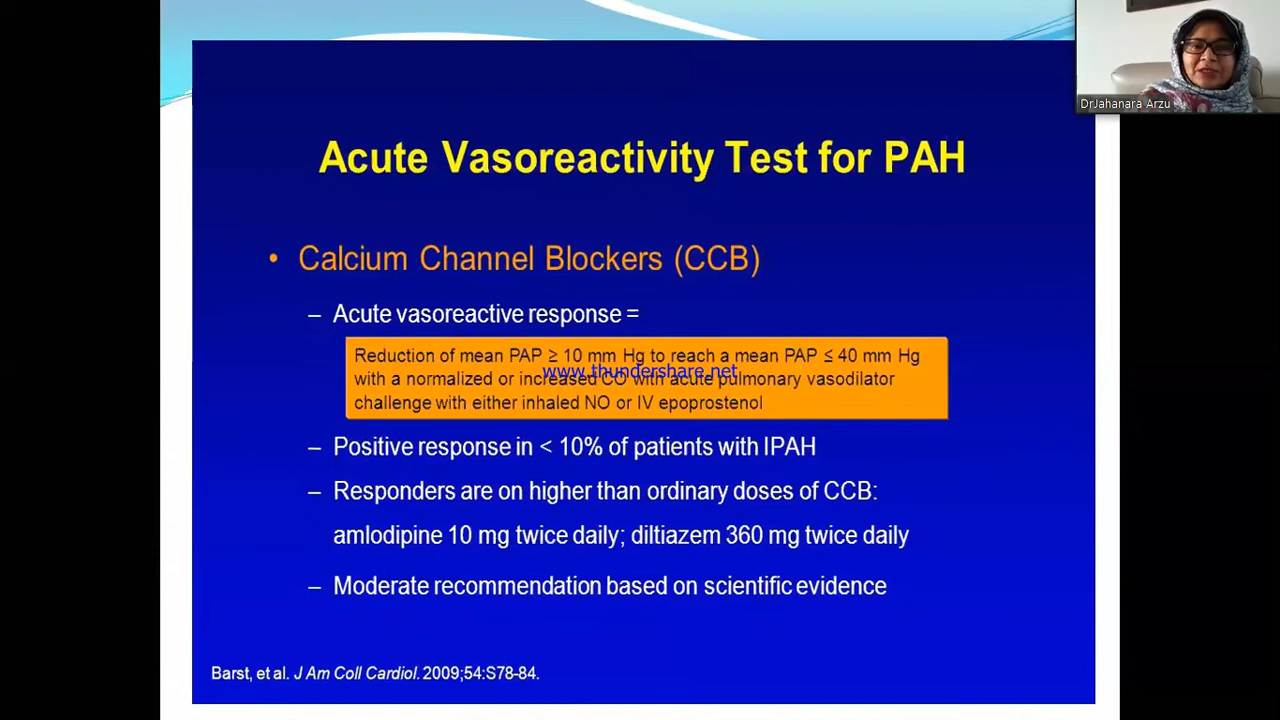 Acute Vasoreactivity Test for PAH
• Calcium Channel Blockers (CCB)
– Acute vasoreactive response =
Reduction of mean PAP ≥ 10 mm Hg to reach a mean PAP ≤ 40 mm Hg
with a normalized or increased CO with acute pulmonary vasodilator
challenge with either inhaled NO or IV epoprostenol
www.thundershare.net
– Positive response in < 10% of patients with IPAH
– Responders are on higher than ordinary doses of CCB:
amlodipine 10 mg twice daily; diltiazem 360 mg twice daily
– Moderate recommendation based on scientific evidence
Barst, et al. J Am Coll Cardiol. 2009;54:S78-84.
DrJahanara Arzu